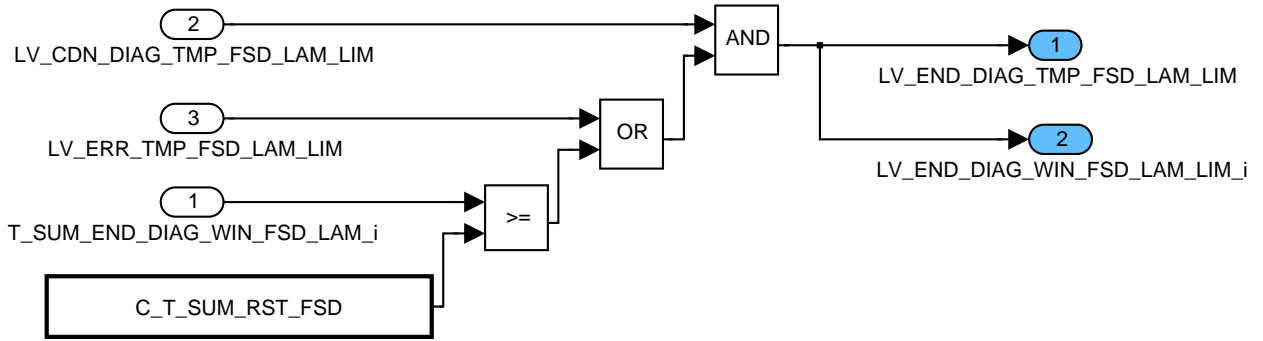 2
LV_CDN_DIAG_TMP_FSD_LAM_LIM
AND
1
LV_END_DIAG_TMP_FSD_LAM_LIM
3
LV_ERR_TMP_FSD_LAM_LIM
OR
2
LV_END_DIAG_WIN_FSD_LAM_LIM_i
1
T_SUM_END_DIAG_WIN_FSD_LAM_i
>=
C_T_SUM_RST_FSD